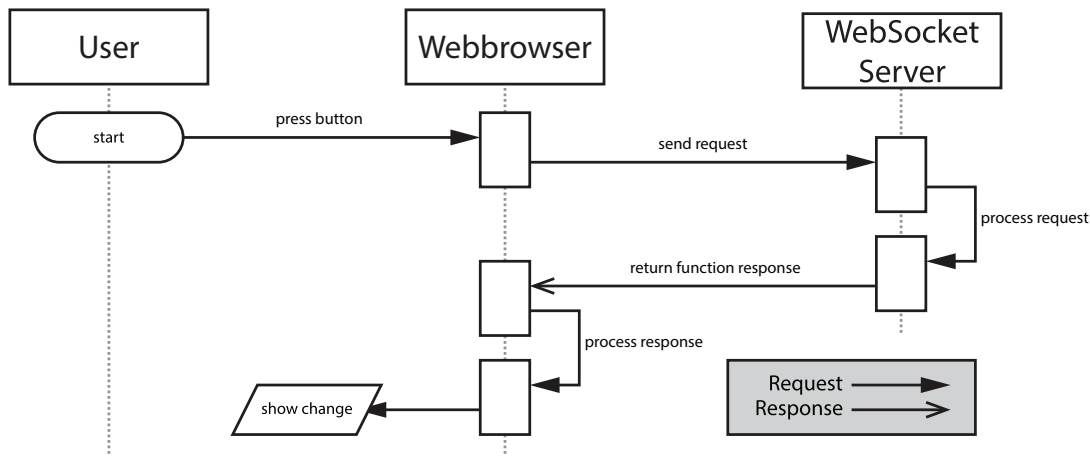 User
Webbrowser
WebSocket
Server
start
press button
send request
process request
return function response
process response
show change
Request
Response